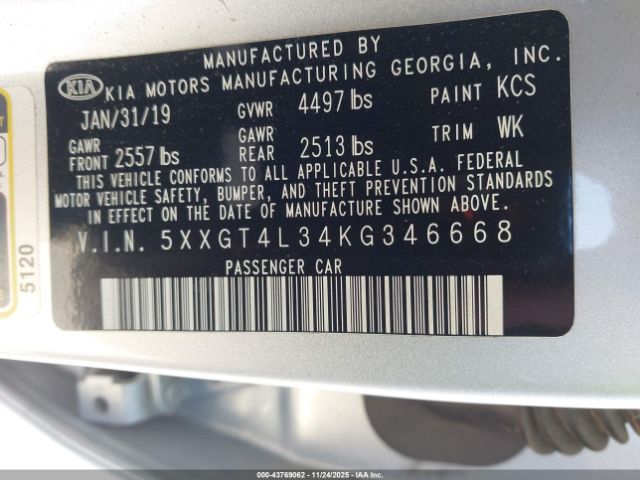 MANUFACTURED BY
KIA KIA MOTORS MANUFACTURING GEORGIA, INC.
JAN/31/19 GVWR 4497 lbs PAINT KCS
GAWR FRONT 2557 lbs GAWR REAR 2513 lbs TRIM WK
THIS VEHICLE CONFORMS TO ALL APPLICABLE U.S.A. FEDERAL
MOTOR VEHICLE SAFETY, BUMPER, AND THEFT PREVENTION STANDARDS
IN EFFECT ON THE DATE OF MANUFACTURE SHOWN ABOVE.
V.I.N. 5XXGT4L34KG346668
PASSENGER CAR
5120
000-43769062 - 11/24/2025 - IAA, Inc.